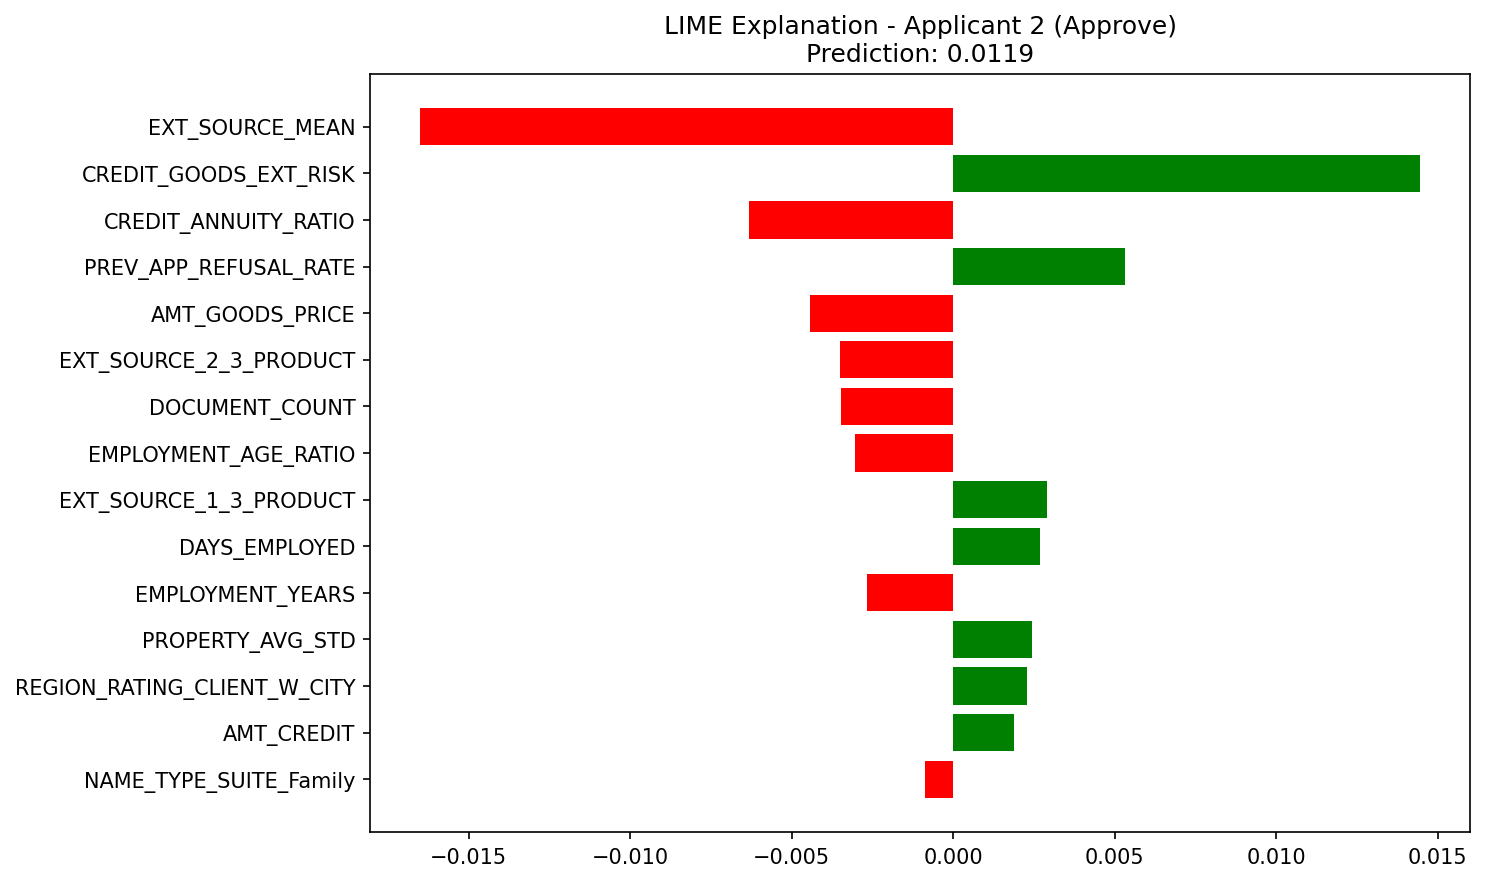 LIME Explanation - Applicant 2 (Approve)
Prediction: 0.0119
EXT_SOURCE_MEAN
CREDIT_GOODS_EXT_RISK
CREDIT_ANNUITY_RATIO
PREV_APP_REFUSAL_RATE
AMT_GOODS_PRICE
EXT_SOURCE_2_3_PRODUCT
DOCUMENT_COUNT
EMPLOYMENT_AGE_RATIO
EXT_SOURCE_1_3_PRODUCT
DAYS_EMPLOYED
EMPLOYMENT_YEARS
PROPERTY_AVG_STD
REGION_RATING_CLIENT_W_CITY
AMT_CREDIT
NAME_TYPE_SUITE_Family
−0.015 −0.010 −0.005 0.000 0.005 0.010 0.015